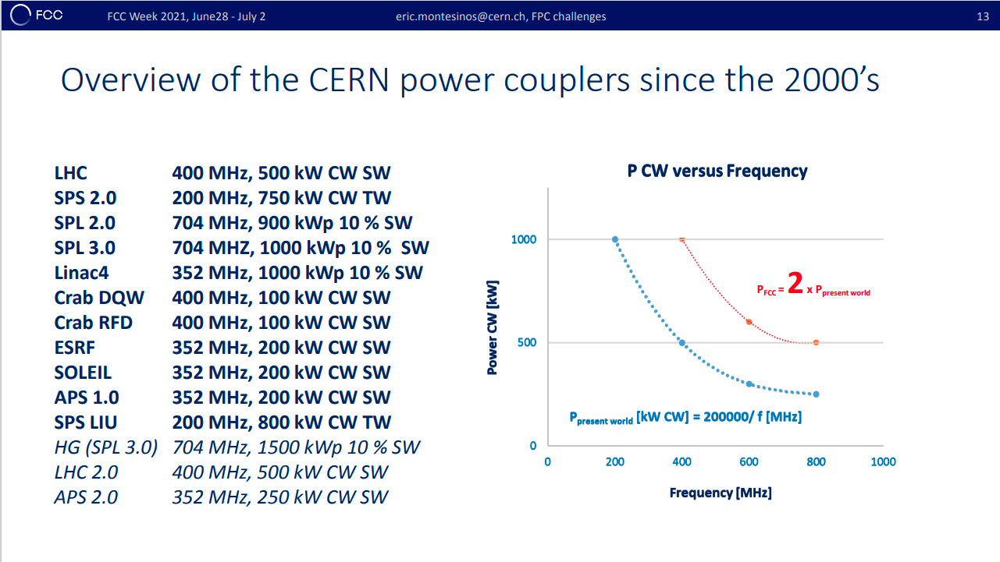 FCC
FCC Week 2021, June28 - July 2
eric.montesinos@cern.ch, FPC challenges
13
Overview of the CERN power couplers since the 2000’s
LHC 400 MHz, 500 kW CW SW
SPS 2.0 200 MHz, 750 kW CW TW
SPL 2.0 704 MHz, 900 kWp 10 % SW
SPL 3.0 704 MHZ, 1000 kWp 10 % SW
Linac4 352 MHz, 1000 kWp 10 % SW
Crab DQW 400 MHz, 100 kW CW SW
Crab RFD 400 MHz, 100 kW CW SW
ESRF 352 MHz, 200 kW CW SW
SOLEIL 352 MHz, 200 kW CW SW
APS 1.0 352 MHz, 200 kW CW SW
SPS LIU 200 MHz, 800 kW CW TW
HG (SPL 3.0) 704 MHz, 1500 kWp 10 % SW
LHC 2.0 400 MHz, 500 kW CW SW
APS 2.0 352 MHz, 250 kW CW SW
P CW versus Frequency
Power CW [kW]
1000
500
0
PFCC = 2 x Ppresent world
Ppresent world [kW CW] = 200000/ f [MHz]
0 200 400 600 800 1000
Frequency [MHz]